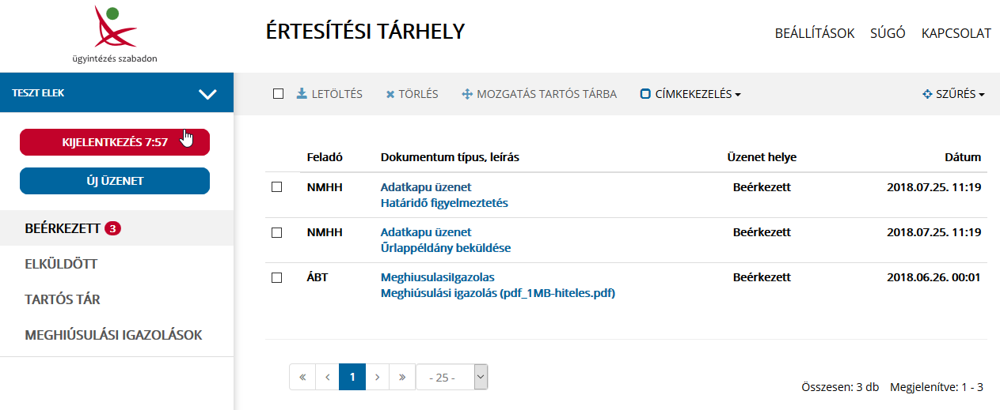 ügyintézés szabadon
ÉRTESÍTÉSI TÁRHELY
BEÁLLÍTÁSOK SÚGÓ KAPCSOLAT
TESZT ELEK
LETÖLTÉS TÖRLÉS MOZGATÁS TARTÓS TÁRBA CÍMKEKEZELÉS SZŰRÉS
KIJELENTKEZÉS 7:57
ÚJ ÜZENET
BEÉRKEZETT 3
ELKÜLDÖTT
TARTÓS TÁR
MEGHIÚSULÁSI IGAZOLÁSOK
Feladó Dokumentum típus, leírás Üzenet helye Dátum
NMHH Adatkapu üzenet Beérkezett 2018.07.25. 11:19
Határidő figyelmeztetés
NMHH Adatkapu üzenet Beérkezett 2018.07.25. 11:19
Űrlappéldány beküldése
ÁBT MeghiusulasiIgazolas Beérkezett 2018.06.26. 00:01
Meghiúsulási igazolás (pdf_1MB-hiteles.pdf)
« ‹ 1 › » - 25 -
Összesen: 3 db Megjelenítve: 1 - 3